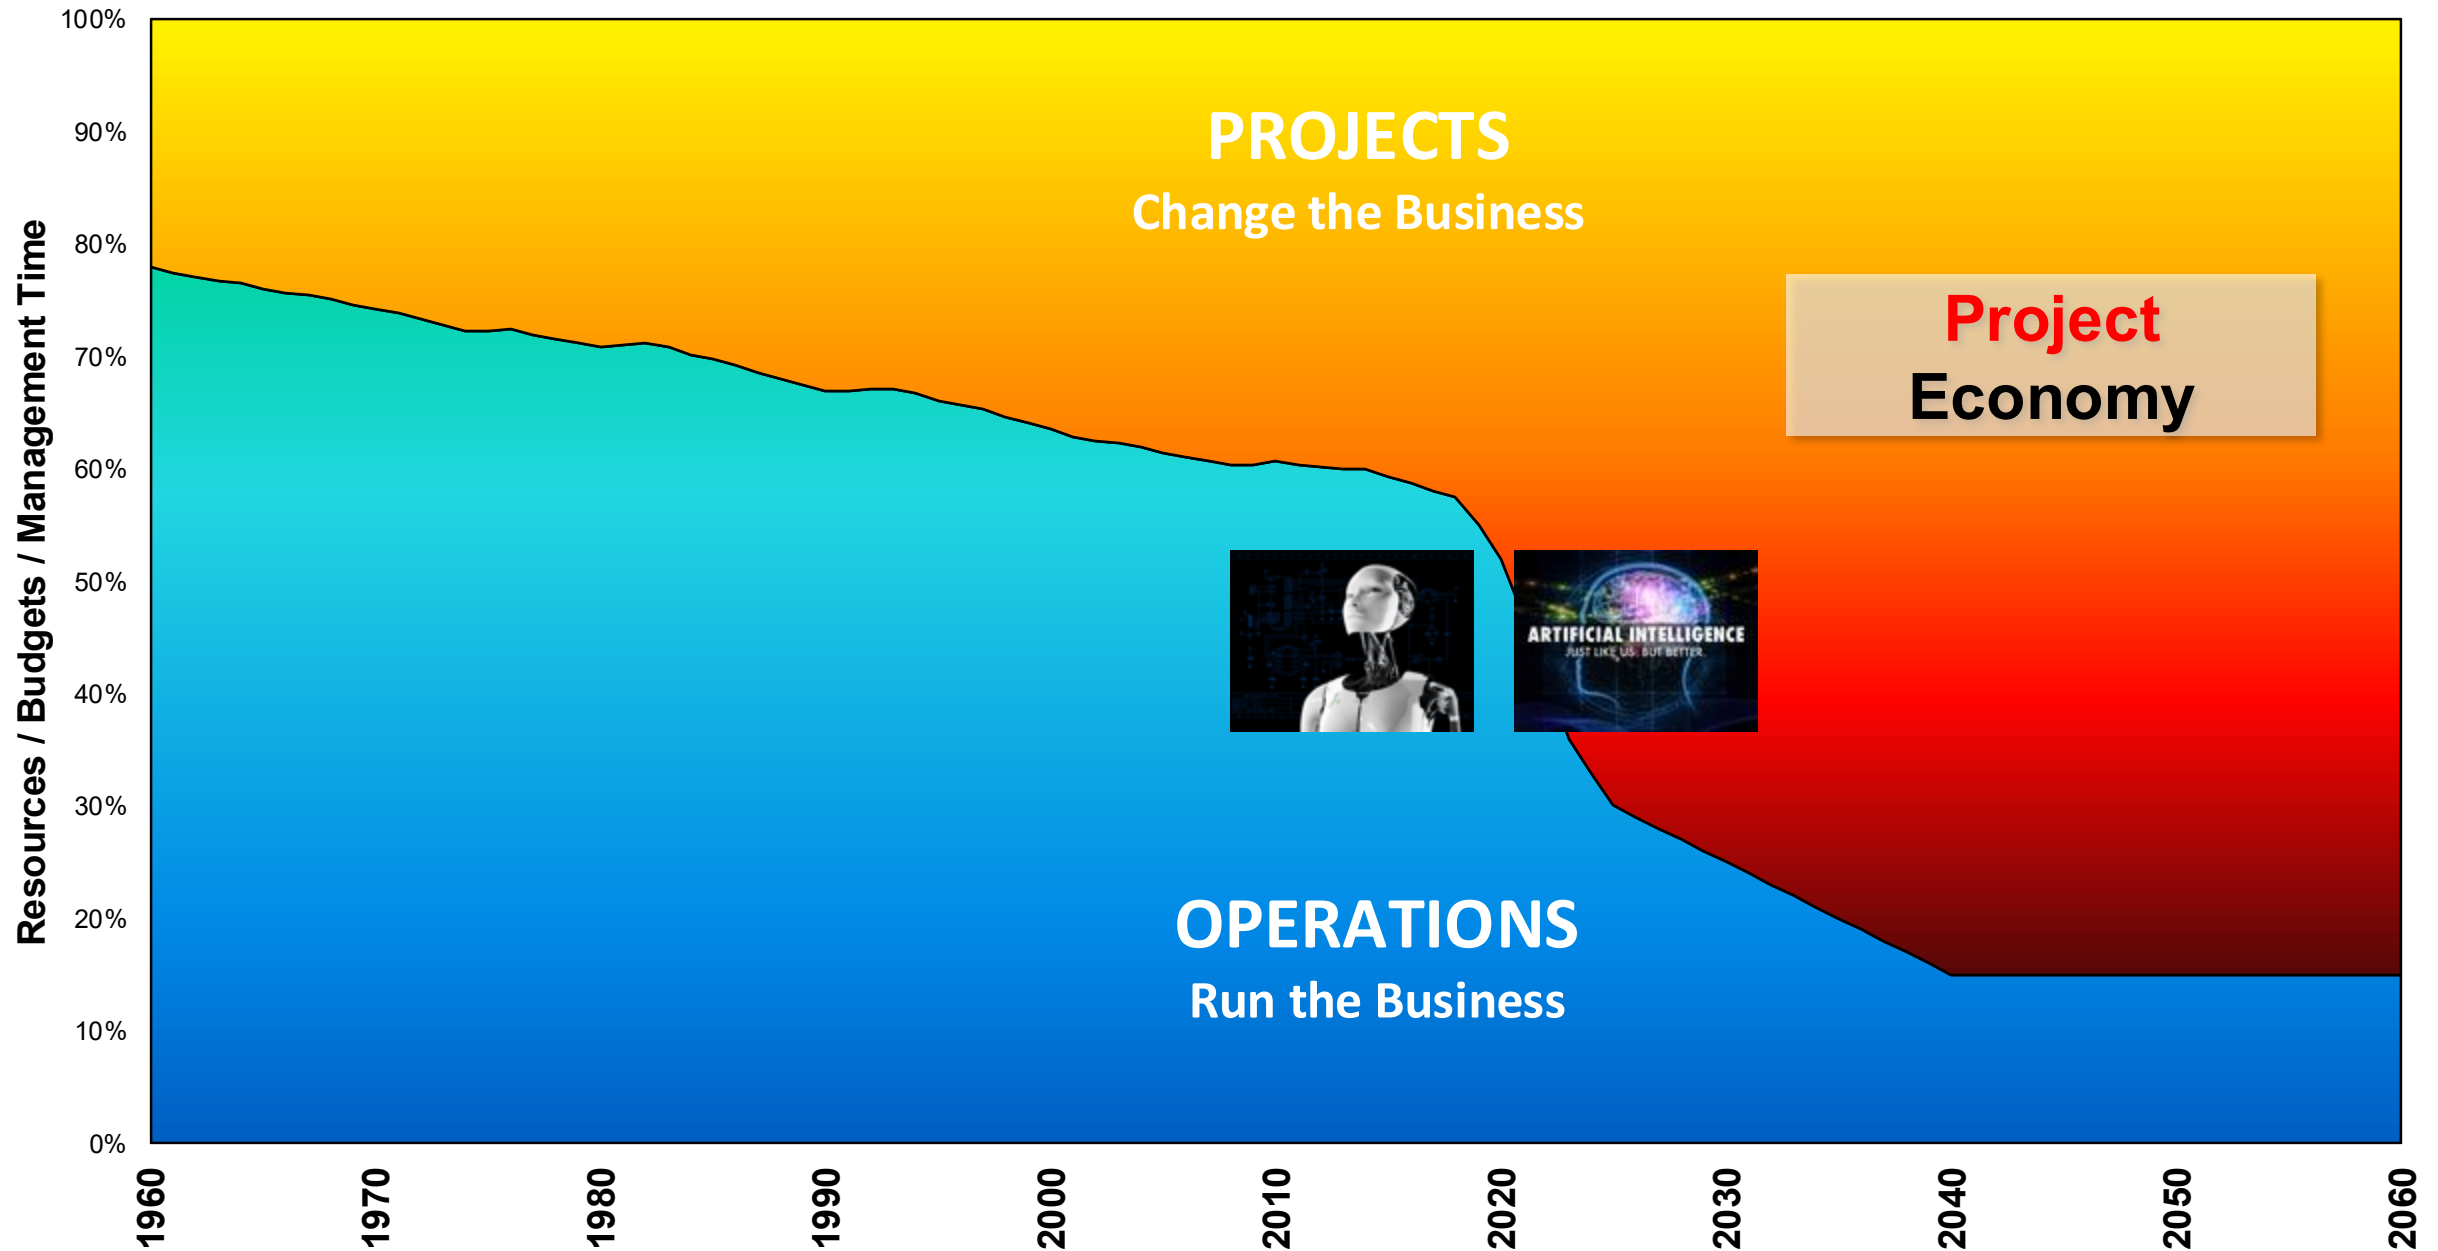 100%
90%
80%
70%
60%
50%
40%
30%
20%
10%
0%
Resources / Budgets / Management Time
PROJECTS
Change the Business
Project
Economy
ARTIFICIAL INTELLIGENCE
JUST LIKE US. BUT BETTER.
OPERATIONS
Run the Business
1960
1970
1980
1990
2000
2010
2020
2030
2040
2050
2060